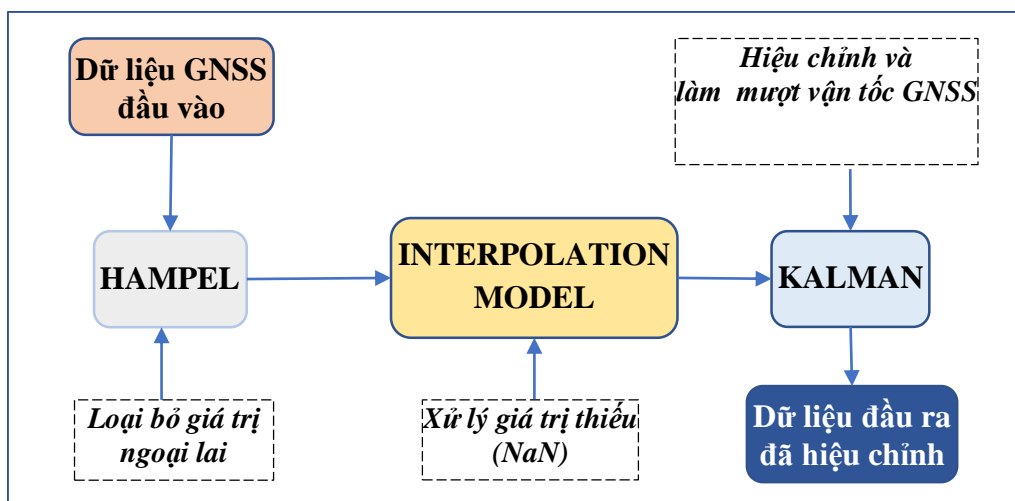 Dữ liệu GNSS
đầu vào
Hiệu chỉnh và
làm mượt vận tốc GNSS
HAMPEL
INTERPOLATION
MODEL
KALMAN
Loại bỏ giá trị
ngoại lai
Xử lý giá trị thiếu
(NaN)
Dữ liệu đầu ra
đã hiệu chỉnh